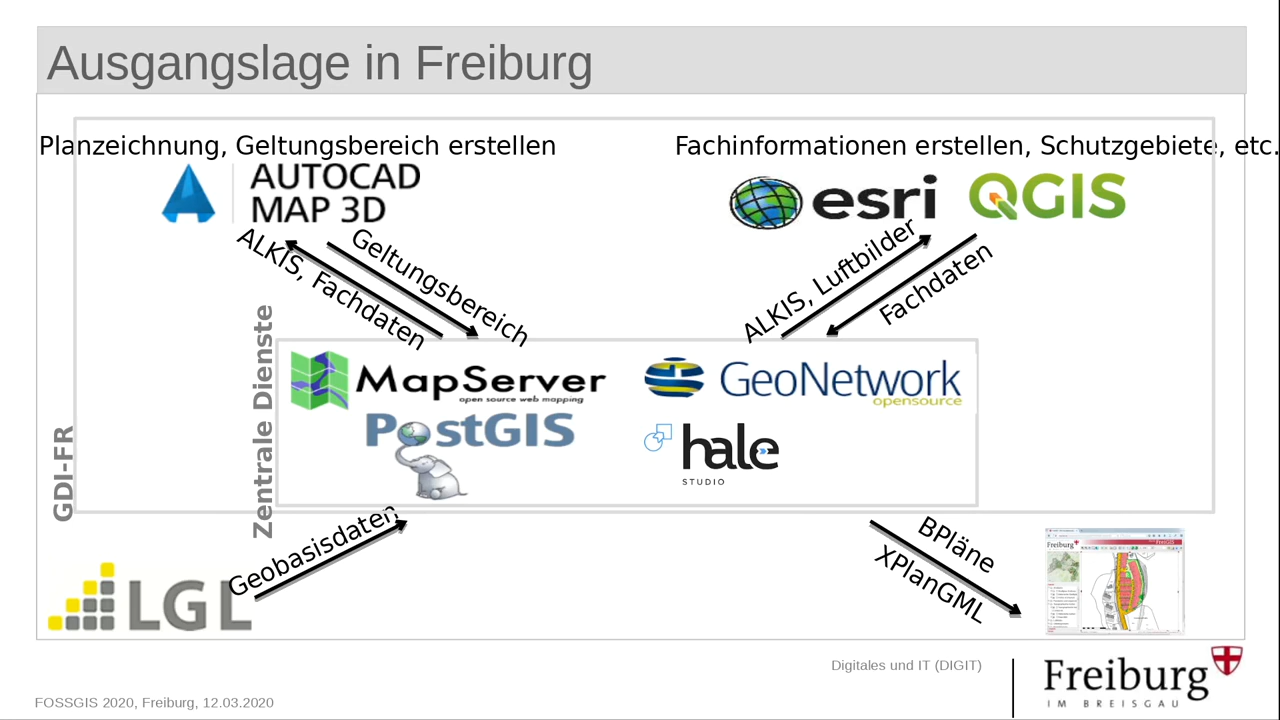 Ausgangslage in Freiburg
Planzeichnung, Geltungsbereich erstellen
Fachinformationen erstellen, Schutzgebiete, etc.
AUTOCAD
MAP 3D
esri
QGIS
ALKIS, Fachdaten
Geltungsbereich
ALKIS, Luftbilder
Fachdaten
GDI-FR
Zentrale Dienste
MapServer
open source web mapping
GeoNetwork
opensource
PostGIS
hale
STUDIO
Geobasisdaten
LGL
BPläne
XPlanGML
Freiburg
Digitales und IT (DIGIT)
Freiburg
IM BREISGAU
FOSSGIS 2020, Freiburg, 12.03.2020